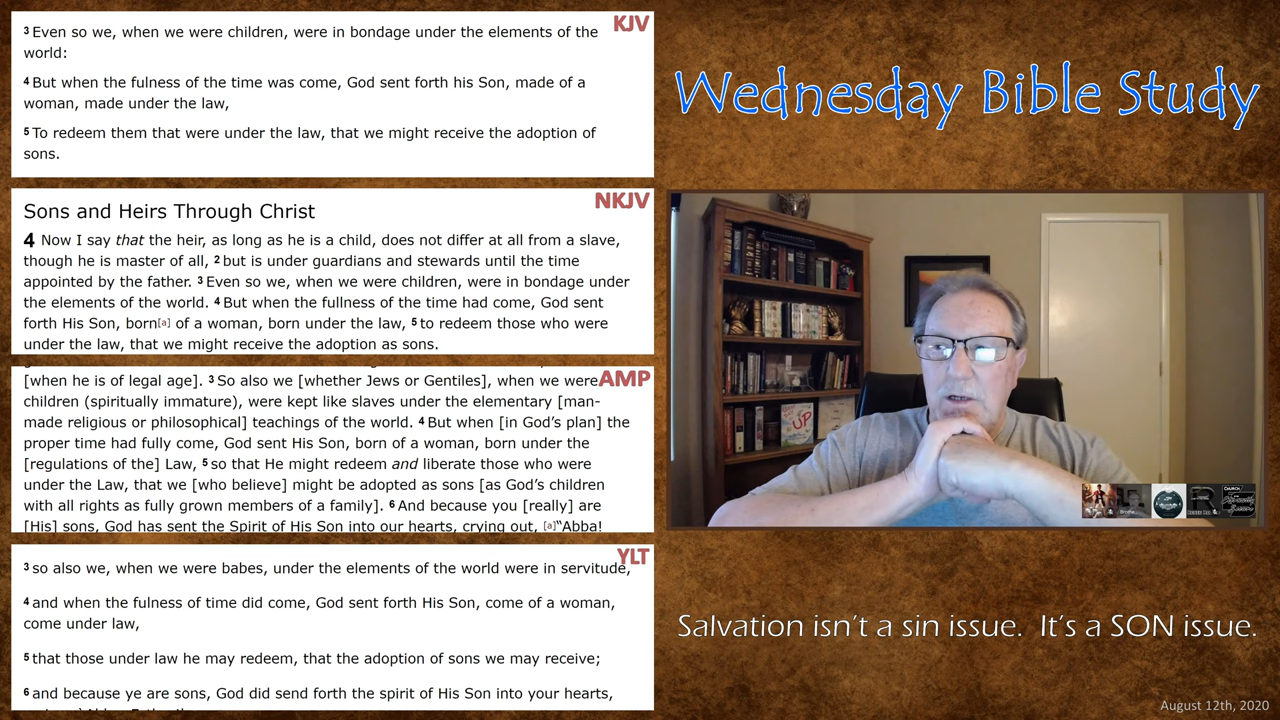 KJV
3 Even so we, when we were children, were in bondage under the elements of the
world:
4 But when the fulness of the time was come, God sent forth his Son, made of a
woman, made under the law,
5 To redeem them that were under the law, that we might receive the adoption of
sons.
NKJV
Sons and Heirs Through Christ
4 Now I say that the heir, as long as he is a child, does not differ at all from a slave,
though he is master of all, 2 but is under guardians and stewards until the time
appointed by the father. 3 Even so we, when we were children, were in bondage under
the elements of the world. 4 But when the fullness of the time had come, God sent
forth His Son, born[a] of a woman, born under the law, 5 to redeem those who were
under the law, that we might receive the adoption as sons.
AMP
[when he is of legal age]. 3 So also we [whether Jews or Gentiles], when we were
children (spiritually immature), were kept like slaves under the elementary [man-
made religious or philosophical] teachings of the world. 4 But when [in God's plan] the
proper time had fully come, God sent His Son, born of a woman, born under the
[regulations of the] Law, 5 so that He might redeem and liberate those who were
under the Law, that we [who believe] might be adopted as sons [as God's children
with all rights as fully grown members of a family]. 6 And because you [really] are
[His] sons, God has sent the Spirit of His Son into our hearts, crying out, [a]"Abba!
YLT
3 so also we, when we were babes, under the elements of the world were in servitude,
4 and when the fulness of time did come, God sent forth His Son, come of a woman,
come under law,
5 that those under law he may redeem, that the adoption of sons we may receive;
6 and because ye are sons, God did send forth the spirit of His Son into your hearts,
Wednesday Bible Study
UP
Brothe...
CHURCH
Salvation isn't a sin issue. It's a SON issue.
August 12th, 2020